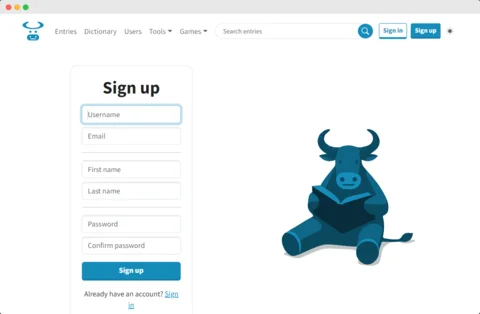 Entries Dictionary Users Tools Games Search entries Sign in Sign up
Sign up
Username
Email
First name
Last name
Password
Confirm password
Sign up
Already have an account? Sign
in